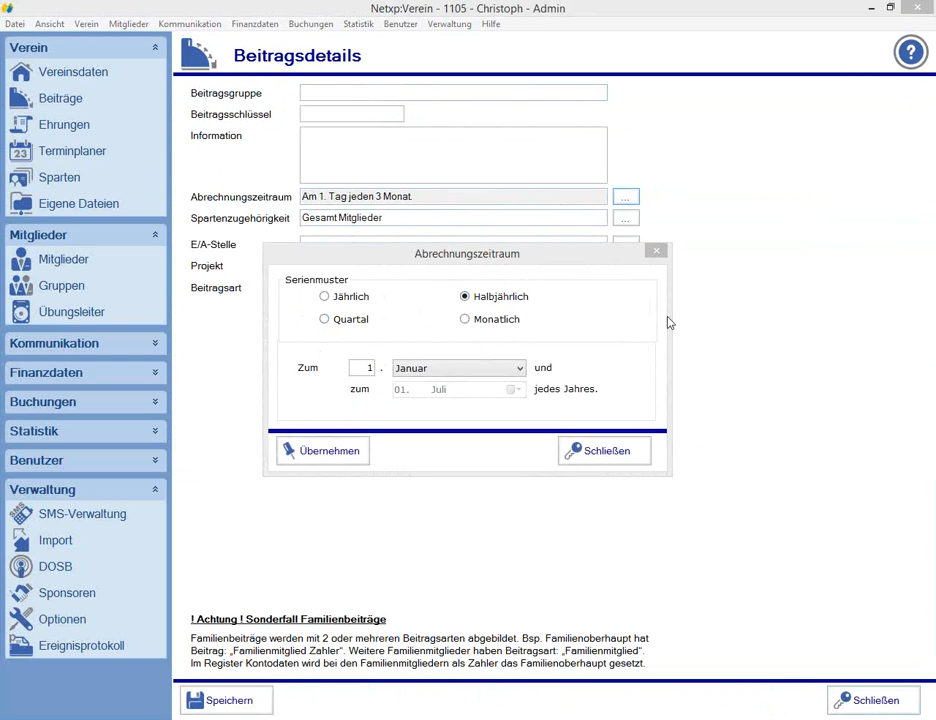 Netxp:Verein - 1105 - Christoph - Admin
Datei Ansicht Verein Mitglieder Kommunikation Finanzdaten Buchungen Statistik Benutzer Verwaltung Hilfe
Verein
Vereinsdaten
Beiträge
Ehrungen
23 Terminplaner
Sparten
Eigene Dateien
Mitglieder
Mitglieder
Gruppen
Übungsleiter
Kommunikation
Finanzdaten
Buchungen
Statistik
Benutzer
Verwaltung
SMS-Verwaltung
Import
DOSB
Sponsoren
Optionen
Ereignisprotokoll
Beitragsdetails
?
Beitragsgruppe
Beitragsschlüssel
Information
Abrechnungszeitraum Am 1. Tag jeden 3 Monat. ...
Spartenzugehörigkeit Gesamt Mitglieder ...
E/A-Stelle
Projekt
Beitragsart
Abrechnungszeitraum
Serienmuster
Jährlich Halbjährlich
Quartal Monatlich
Zum 1 . Januar und
zum 01. Juli jedes Jahres.
Übernehmen Schließen
! Achtung ! Sonderfall Familienbeiträge
Familienbeiträge werden mit 2 oder mehreren Beitragsarten abgebildet. Bsp. Familienoberhaupt hat
Beitrag: „Familienmitglied Zahler“. Weitere Familienmitglieder haben Beitragsart: „Familienmitglied“.
Im Register Kontodaten wird bei den Familienmitgliedern als Zahler das Familienoberhaupt gesetzt.
Speichern Schließen